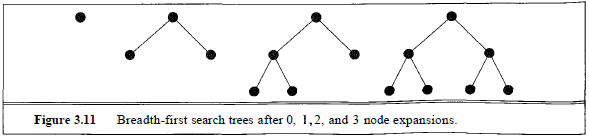 Figure 3.11 Breadth-first search trees after 0, 1, 2, and 3 node expansions.